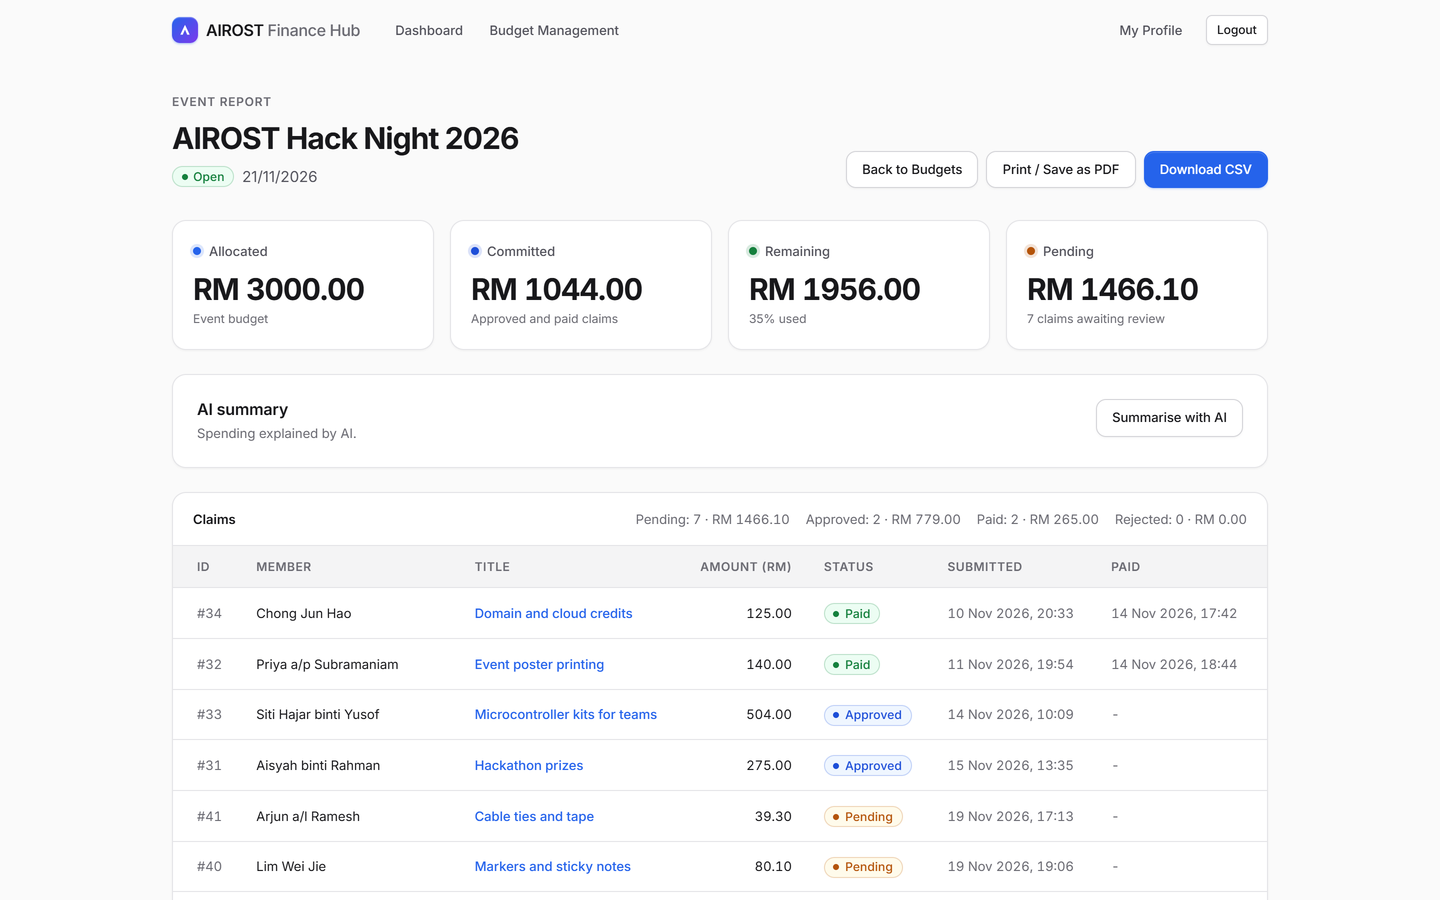 AIROST Finance Hub Dashboard Budget Management My Profile Logout
EVENT REPORT
AIROST Hack Night 2026
Open 21/11/2026
Back to Budgets Print / Save as PDF Download CSV
Allocated
RM 3000.00
Event budget
Committed
RM 1044.00
Approved and paid claims
Remaining
RM 1956.00
35% used
Pending
RM 1466.10
7 claims awaiting review
AI summary
Spending explained by AI.
Summarise with AI
Claims Pending: 7 · RM 1466.10 Approved: 2 · RM 779.00 Paid: 2 · RM 265.00 Rejected: 0 · RM 0.00
ID MEMBER TITLE AMOUNT (RM) STATUS SUBMITTED PAID
#34 Chong Jun Hao Domain and cloud credits 125.00 Paid 10 Nov 2026, 20:33 14 Nov 2026, 17:42
#32 Priya a/p Subramaniam Event poster printing 140.00 Paid 11 Nov 2026, 19:54 14 Nov 2026, 18:44
#33 Siti Hajar binti Yusof Microcontroller kits for teams 504.00 Approved 14 Nov 2026, 10:09 -
#31 Aisyah binti Rahman Hackathon prizes 275.00 Approved 15 Nov 2026, 13:35 -
#41 Arjun a/l Ramesh Cable ties and tape 39.30 Pending 19 Nov 2026, 17:13 -
#40 Lim Wei Jie Markers and sticky notes 80.10 Pending 19 Nov 2026, 19:06 -